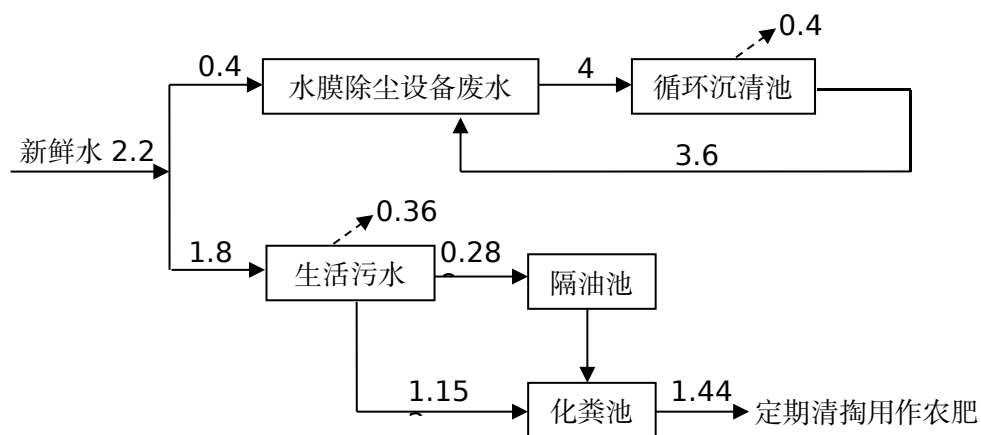 0.4
0.4
水膜除尘设备废水
4
循环沉清池
新鲜水 2.2
3.6
0.36
1.8
生活污水
0.28
隔油池
1.15
化粪池
1.44
定期清掏用作农肥